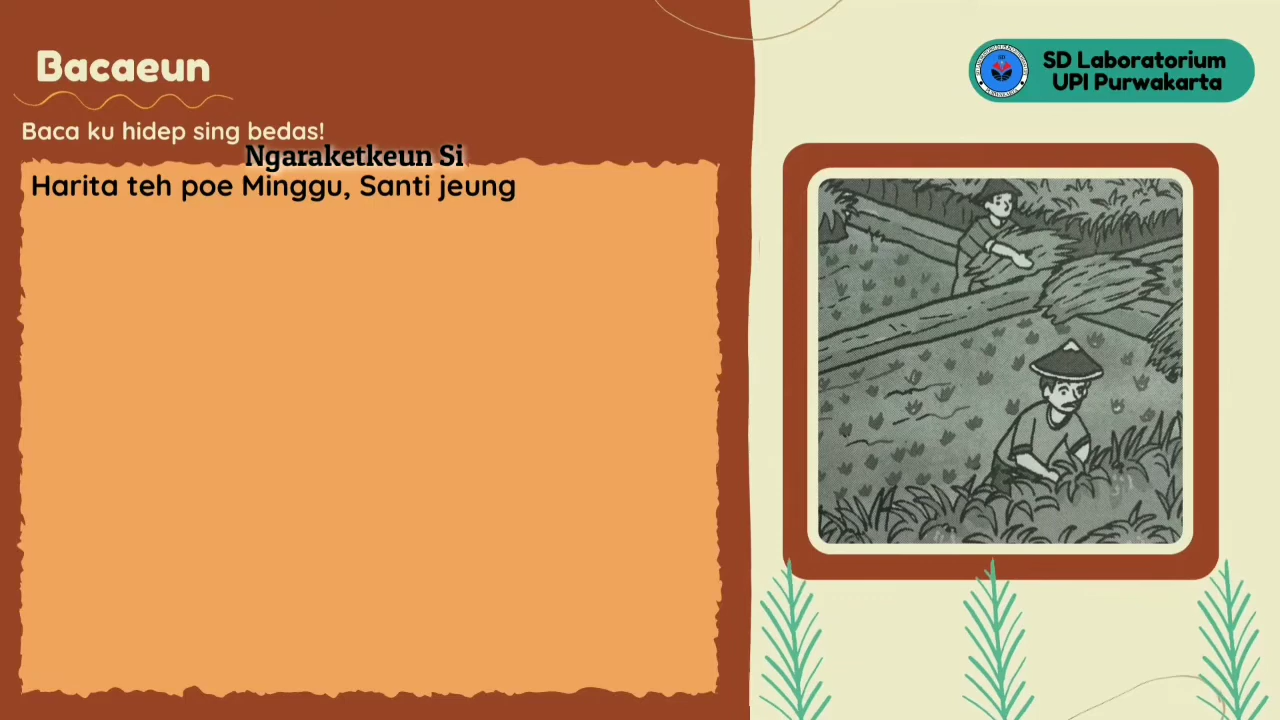 Bacaeun
Baca ku hidep sing bedas!
Ngaraketkeun Si
Harita teh poe Minggu, Santi jeung
SD Laboratorium
UPI Purwakarta